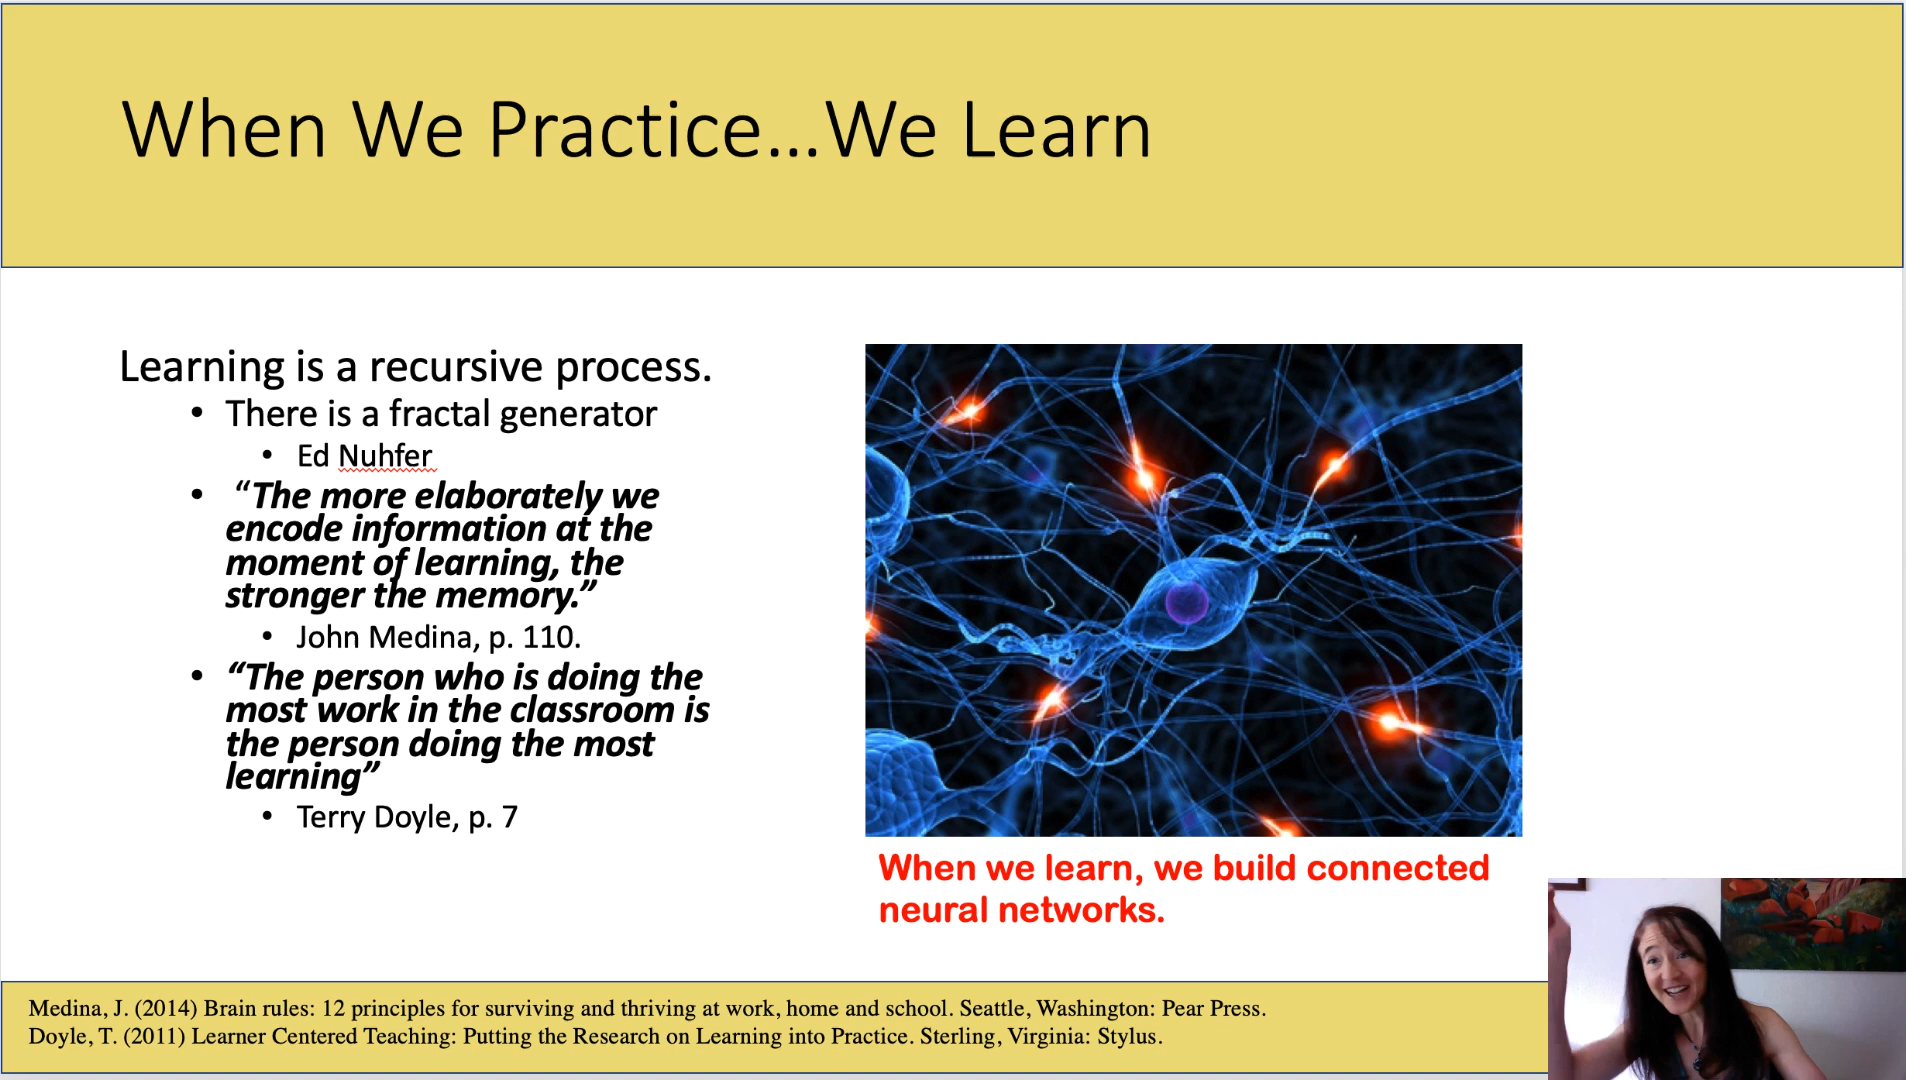 When We Practice...We Learn
Learning is a recursive process.
• There is a fractal generator
• Ed Nuhfer
• “The more elaborately we
encode information at the
moment of learning, the
stronger the memory.”
• John Medina, p. 110.
• “The person who is doing the
most work in the classroom is
the person doing the most
learning”
• Terry Doyle, p. 7
When we learn, we build connected
neural networks.
Medina, J. (2014) Brain rules: 12 principles for surviving and thriving at work, home and school. Seattle, Washington: Pear Press.
Doyle, T. (2011) Learner Centered Teaching: Putting the Research on Learning into Practice. Sterling, Virginia: Stylus.